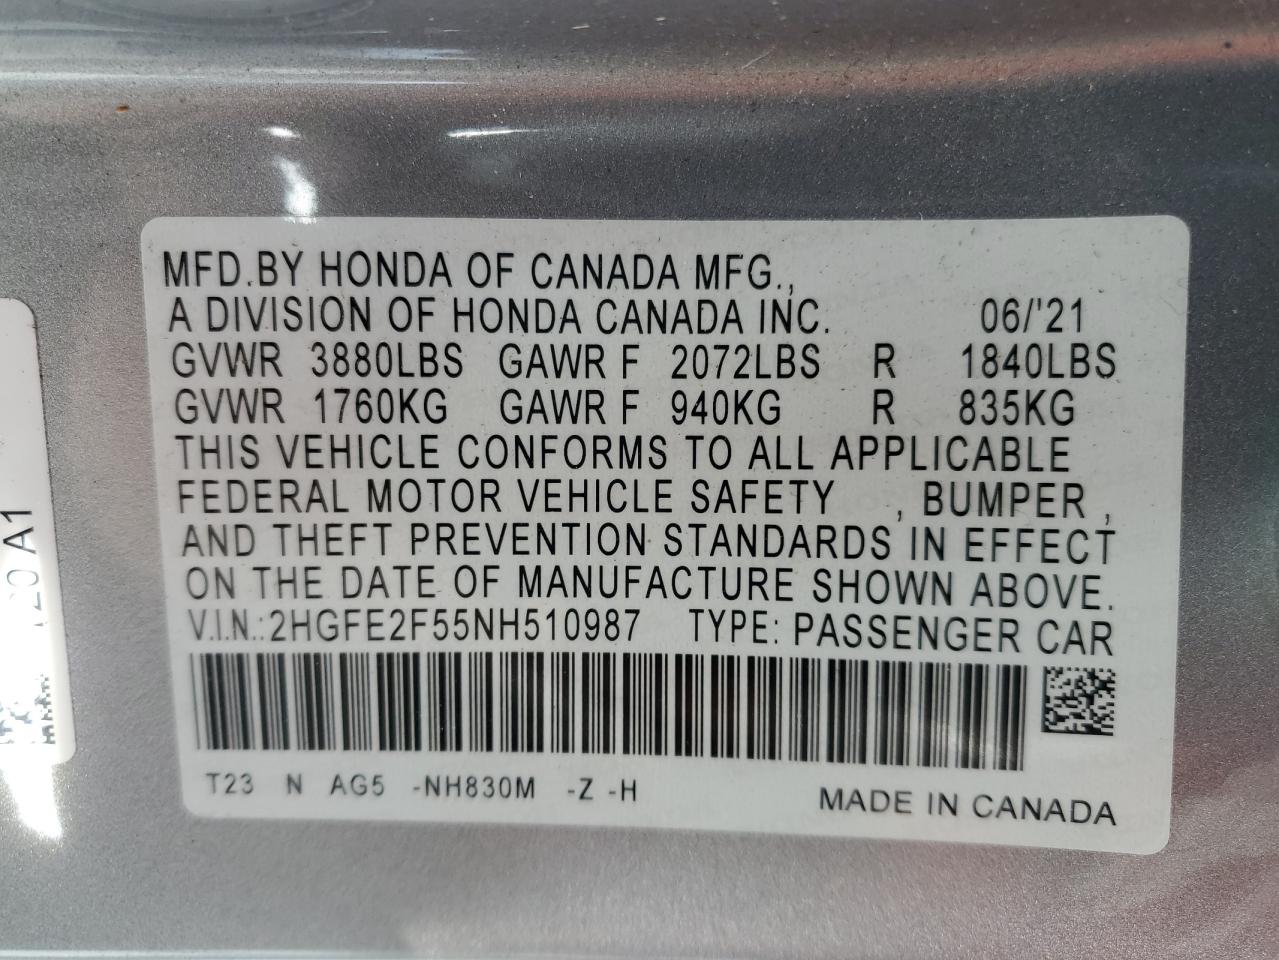 MFD.BY HONDA OF CANADA MFG.,
A DIVISION OF HONDA CANADA INC. 06/'21
GVWR 3880LBS GAWR F 2072LBS R 1840LBS
GVWR 1760KG GAWR F 940KG R 835KG
THIS VEHICLE CONFORMS TO ALL APPLICABLE
FEDERAL MOTOR VEHICLE SAFETY , BUMPER ,
AND THEFT PREVENTION STANDARDS IN EFFECT
ON THE DATE OF MANUFACTURE SHOWN ABOVE.
V.I.N.:2HGFE2F55NH510987 TYPE: PASSENGER CAR
T23 N AG5 -NH830M -Z -H
MADE IN CANADA
20 A1